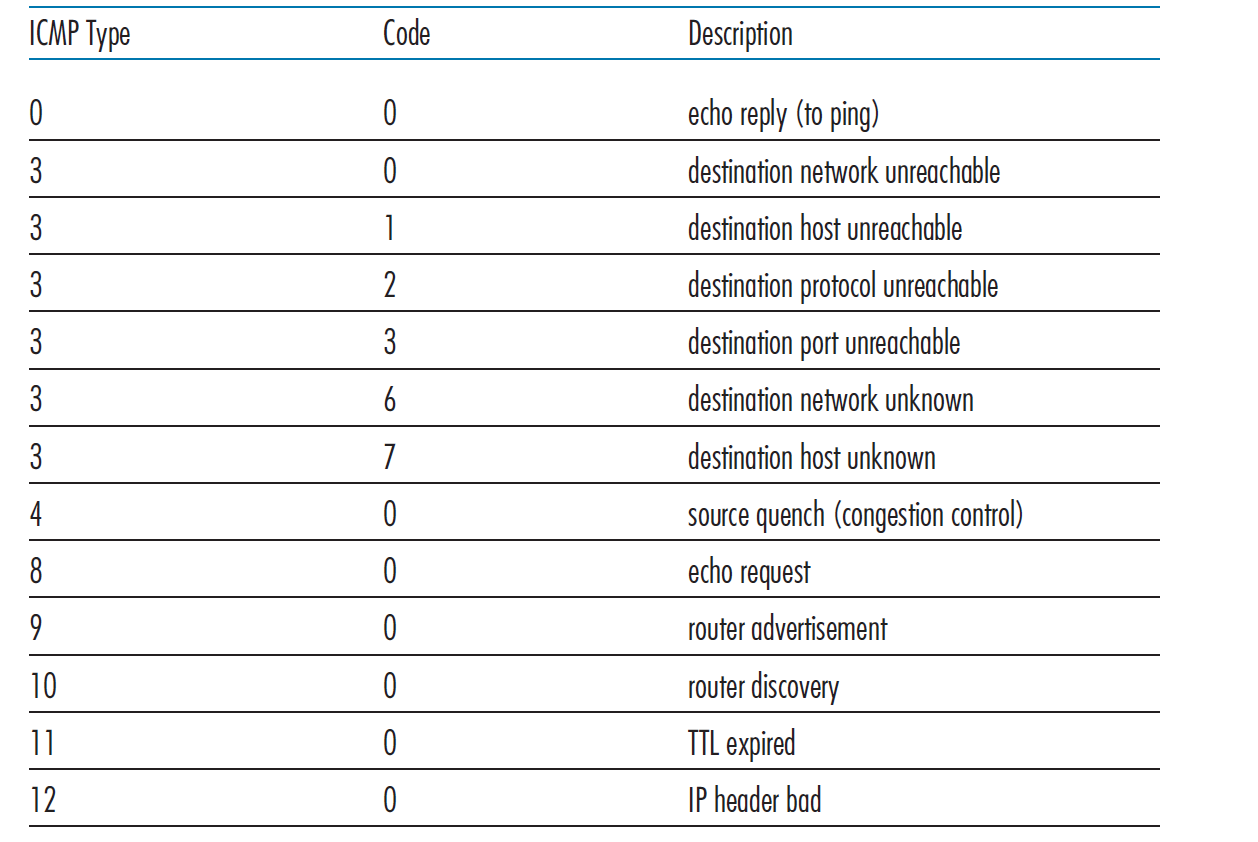 ICMP Type Code Description
0 0 echo reply (to ping)
3 0 destination network unreachable
3 1 destination host unreachable
3 2 destination protocol unreachable
3 3 destination port unreachable
3 6 destination network unknown
3 7 destination host unknown
4 0 source quench (congestion control)
8 0 echo request
9 0 router advertisement
10 0 router discovery
11 0 TTL expired
12 0 IP header bad